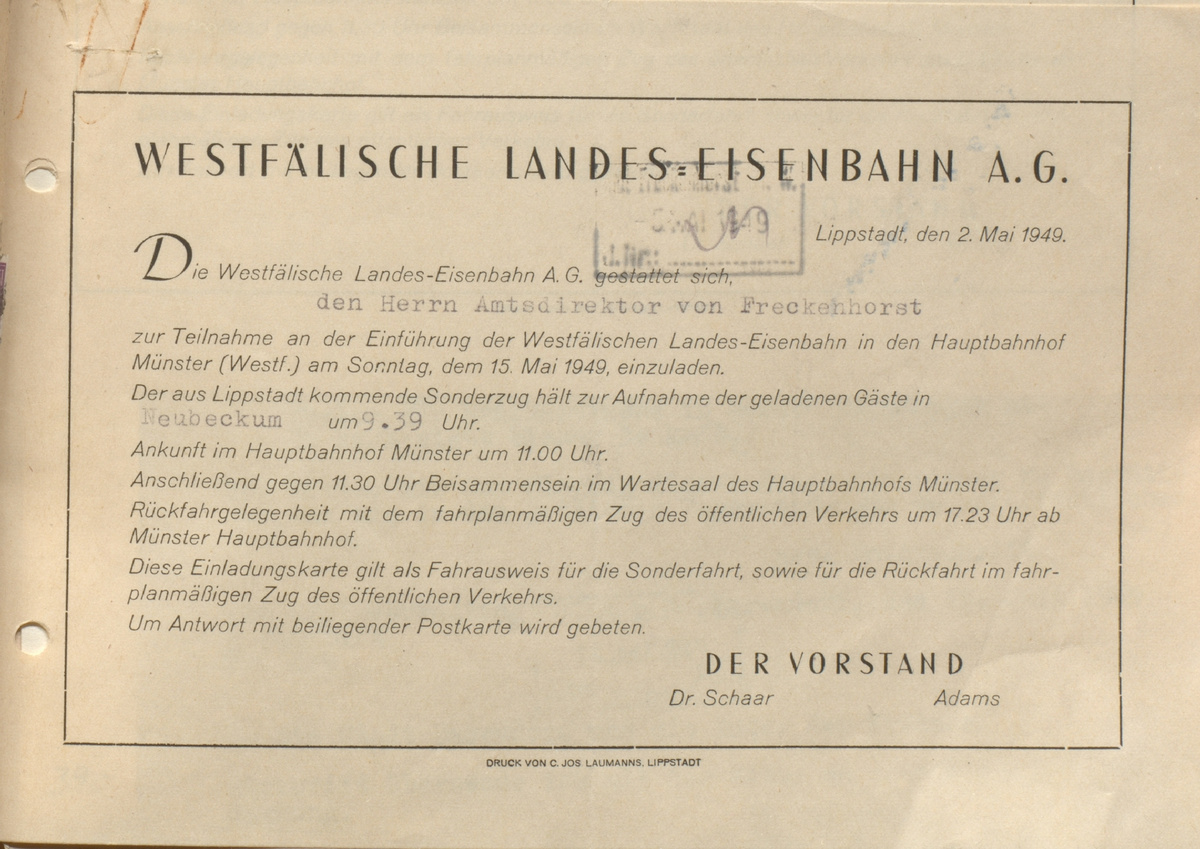 WESTFÄLISCHE LANDES=EISENBAHN A.G.
1949
J. Nr.:
Lippstadt, den 2. Mai 1949.
Die Westfälische Landes-Eisenbahn A. G. gestattet sich,
den Herrn Amtsdirektor von Freckenhorst
zur Teilnahme an der Einführung der Westfälischen Landes-Eisenbahn in den Hauptbahnhof
Münster (Westf.) am Sonntag, dem 15. Mai 1949, einzuladen.
Der aus Lippstadt kommende Sonderzug hält zur Aufnahme der geladenen Gäste in
Neubeckum um 9.39 Uhr.
Ankunft im Hauptbahnhof Münster um 11.00 Uhr.
Anschließend gegen 11.30 Uhr Beisammensein im Wartesaal des Hauptbahnhofs Münster.
Rückfahrgelegenheit mit dem fahrplanmäßigen Zug des öffentlichen Verkehrs um 17.23 Uhr ab
Münster Hauptbahnhof.
Diese Einladungskarte gilt als Fahrausweis für die Sonderfahrt, sowie für die Rückfahrt im fahr-
planmäßigen Zug des öffentlichen Verkehrs.
Um Antwort mit beiliegender Postkarte wird gebeten.
DER VORSTAND
Dr. Schaar Adams
DRUCK VON C. JOS LAUMANNS, LIPPSTADT